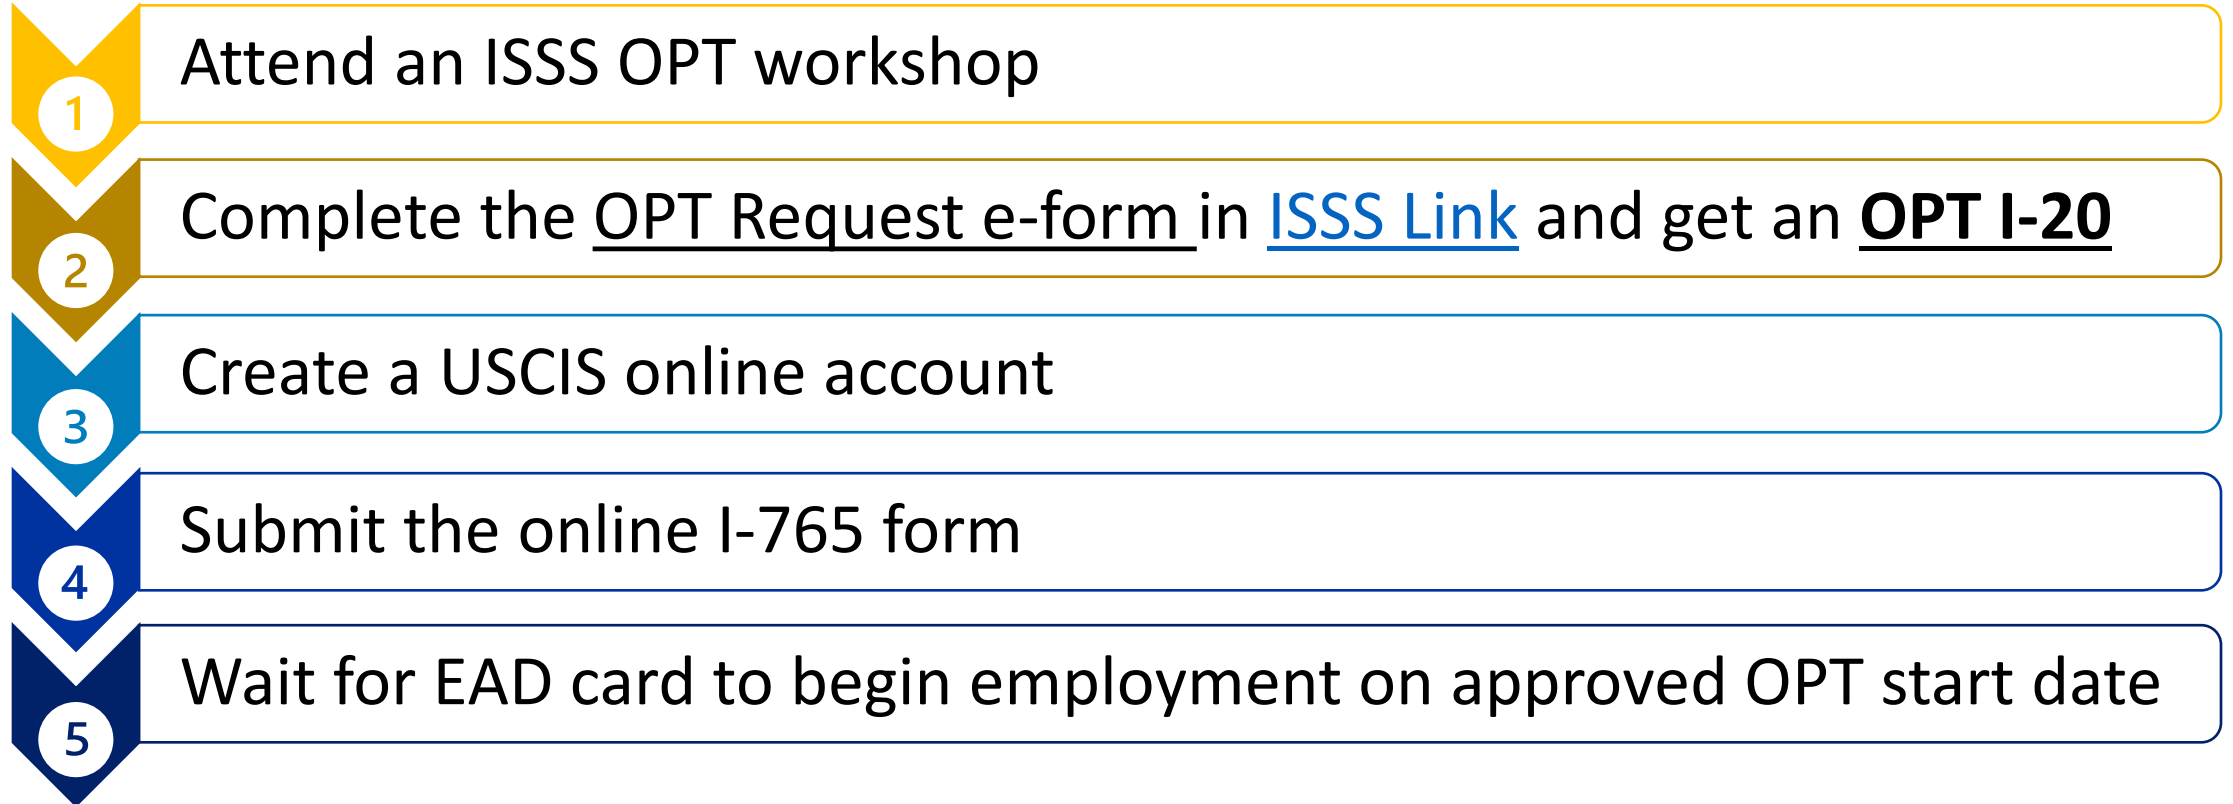 1
Attend an ISSS OPT workshop
2
Complete the OPT Request e-form in ISSS Link and get an OPT I-20
3
Create a USCIS online account
4
Submit the online I-765 form
5
Wait for EAD card to begin employment on approved OPT start date